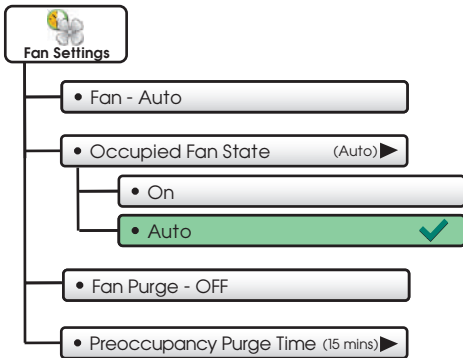 Fan Settings
• Fan - Auto
• Occupied Fan State (Auto)
• On
• Auto
• Fan Purge - OFF
• Preoccupancy Purge Time (15 mins)